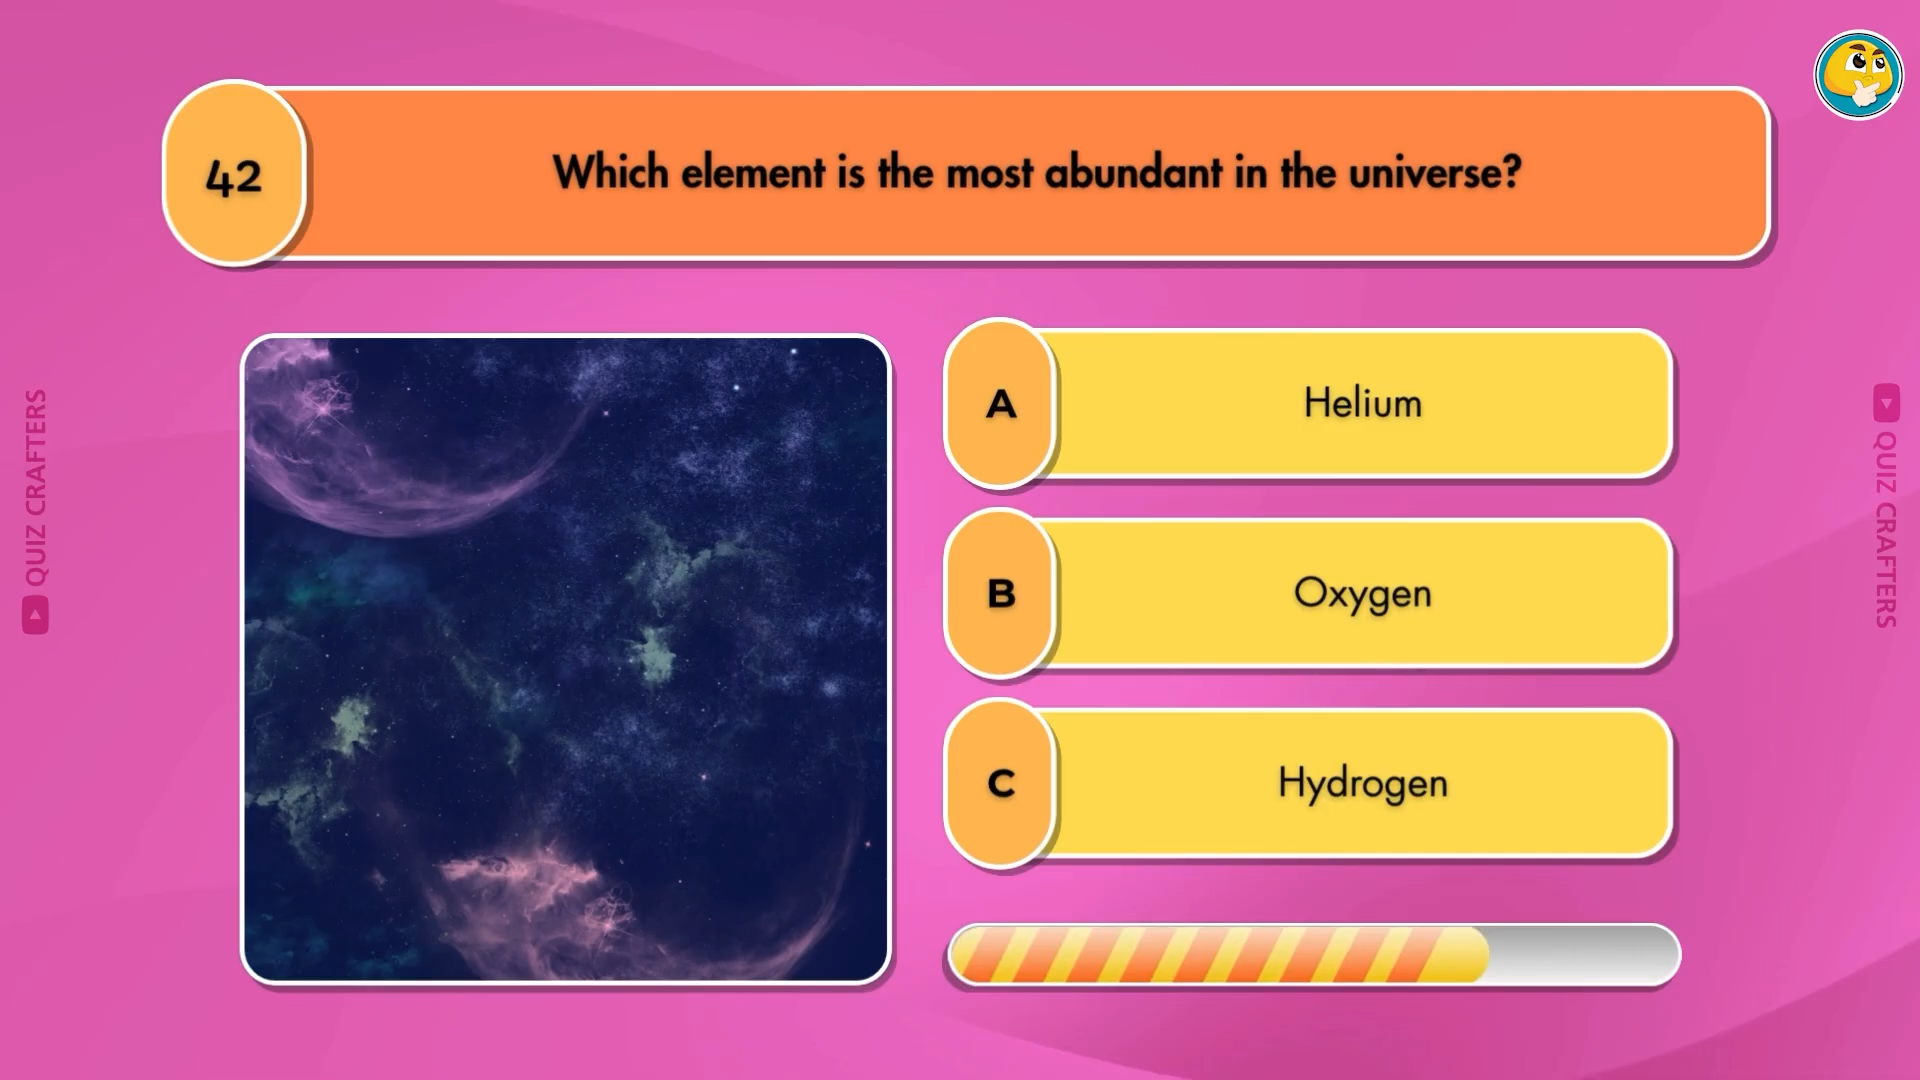 42
Which element is the most abundant in the universe?
A
Helium
B
Oxygen
C
Hydrogen
QUIZ CRAFTERS
QUIZ CRAFTERS